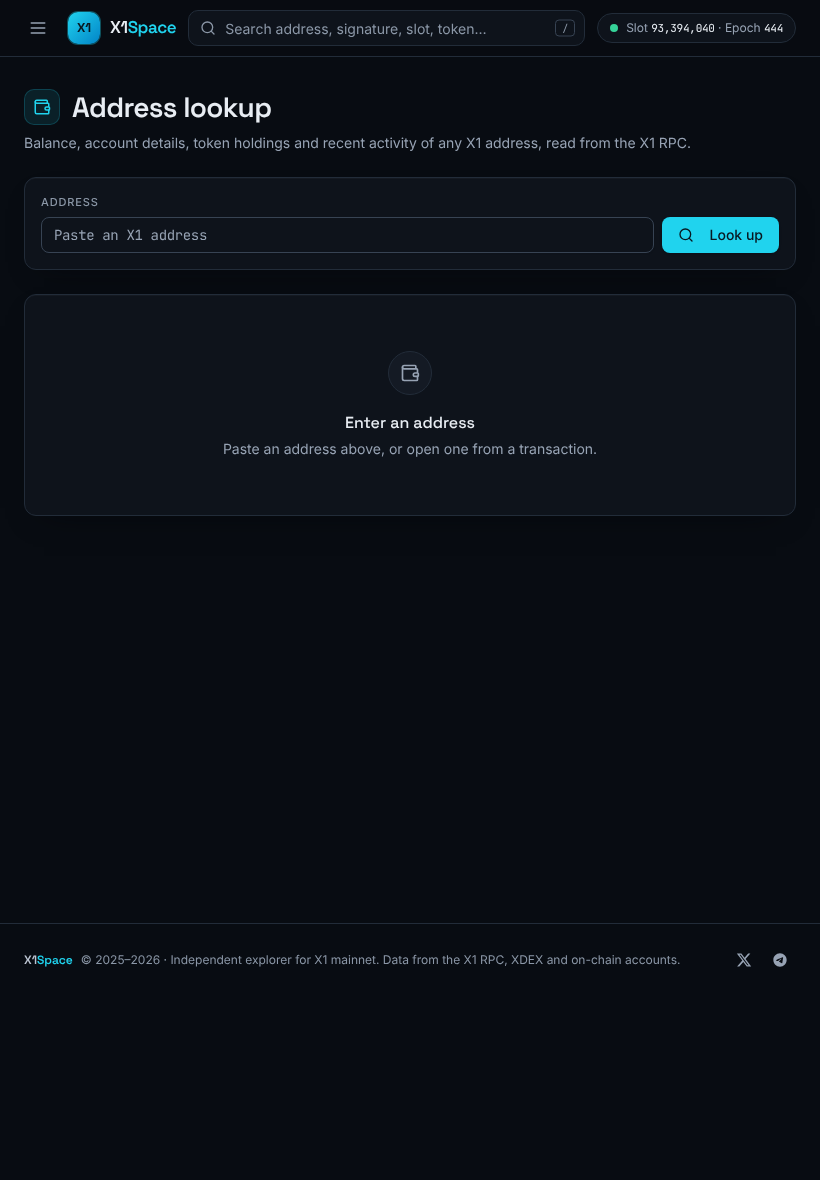 X1 X1Space Search address, signature, slot, token... / Slot 93,394,040 · Epoch 444
Address lookup
Balance, account details, token holdings and recent activity of any X1 address, read from the X1 RPC.
ADDRESS
Paste an X1 address Look up
Enter an address
Paste an address above, or open one from a transaction.
X1Space © 2025–2026 · Independent explorer for X1 mainnet. Data from the X1 RPC, XDEX and on-chain accounts.